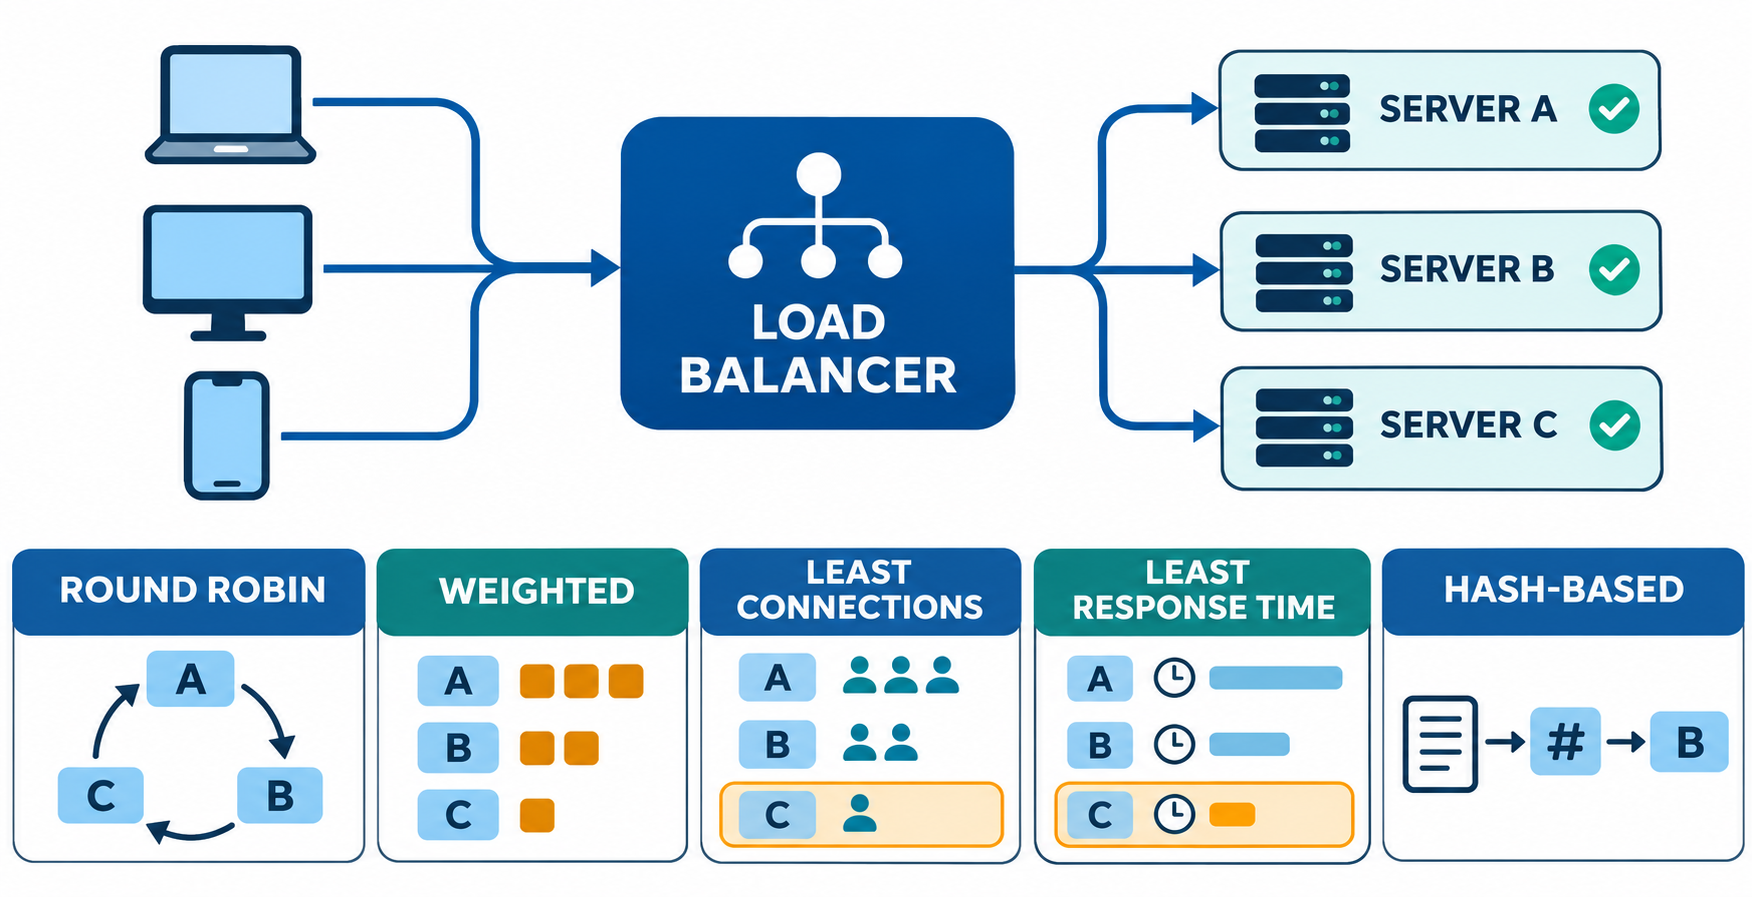 LOAD
BALANCER
SERVER A
SERVER B
SERVER C
ROUND ROBIN
A
C
B
WEIGHTED
A
B
C
LEAST
CONNECTIONS
A
B
C
LEAST
RESPONSE TIME
A
B
C
HASH-BASED
# B